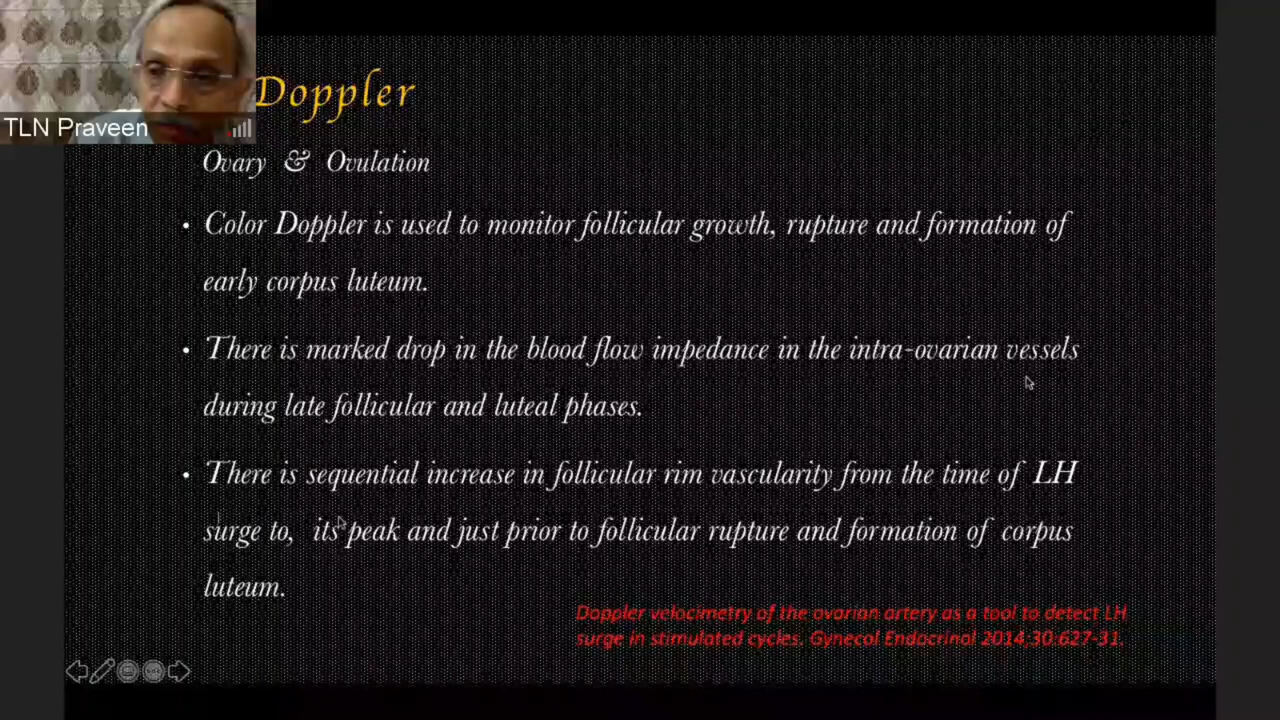 Doppler
TLN Praveen
Ovary & Ovulation
• Color Doppler is used to monitor follicular growth, rupture and formation of
early corpus luteum.
• There is marked drop in the blood flow impedance in the intra-ovarian vessels
during late follicular and luteal phases.
• There is sequential increase in follicular rim vascularity from the time of LH
surge to, its peak and just prior to follicular rupture and formation of corpus
luteum.
Doppler velocimetry of the ovarian artery as a tool to detect LH
surge in stimulated cycles. Gynecol Endocrinol 2014;30:627-31.